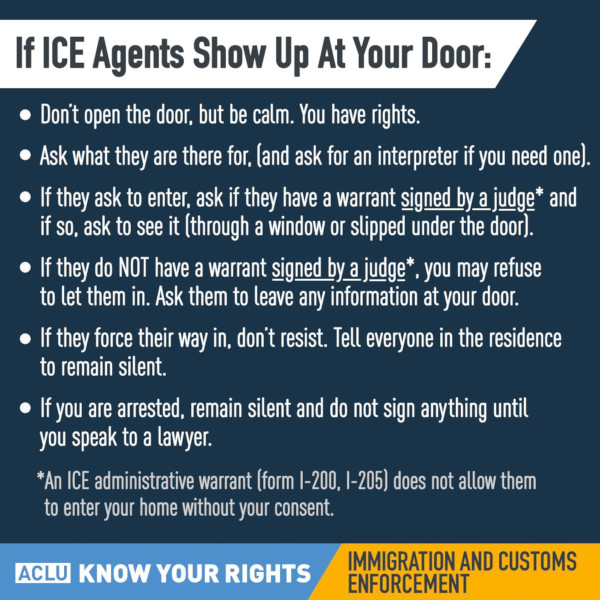 If ICE Agents Show Up At Your Door:
• Don't open the door, but be calm. You have rights.
• Ask what they are there for, (and ask for an interpreter if you need one).
• If they ask to enter, ask if they have a warrant signed by a judge* and
if so, ask to see it (through a window or slipped under the door).
• If they do NOT have a warrant signed by a judge*, you may refuse
to let them in. Ask them to leave any information at your door.
• If they force their way in, don't resist. Tell everyone in the residence
to remain silent.
• If you are arrested, remain silent and do not sign anything until
you speak to a lawyer.
*An ICE administrative warrant (form I-200, I-205) does not allow them
to enter your home without your consent.
ACLU KNOW YOUR RIGHTS
IMMIGRATION AND CUSTOMS
ENFORCEMENT